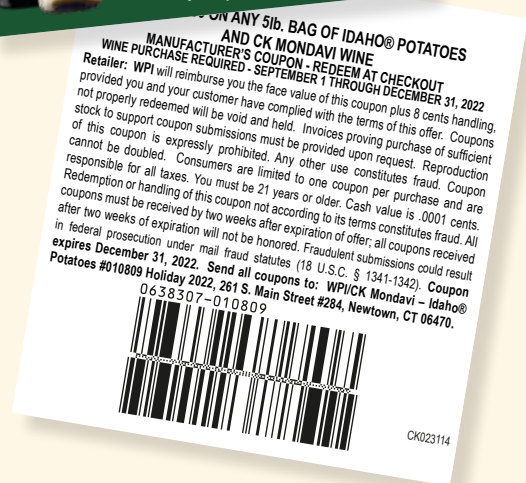 ON ANY 5lb. BAG OF IDAHO® POTATOES
AND CK MONDAVI WINE
MANUFACTURER'S COUPON - REDEEM AT CHECKOUT
WINE PURCHASE REQUIRED - SEPTEMBER 1 THROUGH DECEMBER 31, 2022
Retailer: WPI will reimburse you the face value of this coupon plus 8 cents handling,
provided you and your customer have complied with the terms of this offer. Coupons
not properly redeemed will be void and held. Invoices proving purchase of sufficient
stock to support coupon submissions must be provided upon request. Reproduction
of this coupon is expressly prohibited. Any other use constitutes fraud. Coupon
cannot be doubled. Consumers are limited to one coupon per purchase and are
responsible for all taxes. You must be 21 years or older. Cash value is .0001 cents.
Redemption or handling of this coupon not according to its terms constitutes fraud. All
coupons must be received by two weeks after expiration of offer; all coupons received
after two weeks of expiration will not be honored. Fraudulent submissions could result
in federal prosecution under mail fraud statutes (18 U.S.C. § 1341-1342). Coupon
expires December 31, 2022. Send all coupons to: WPI/CK Mondavi – Idaho®
Potatoes #010809 Holiday 2022, 261 S. Main Street #284, Newtown, CT 06470.
0638307-010809
CK023114